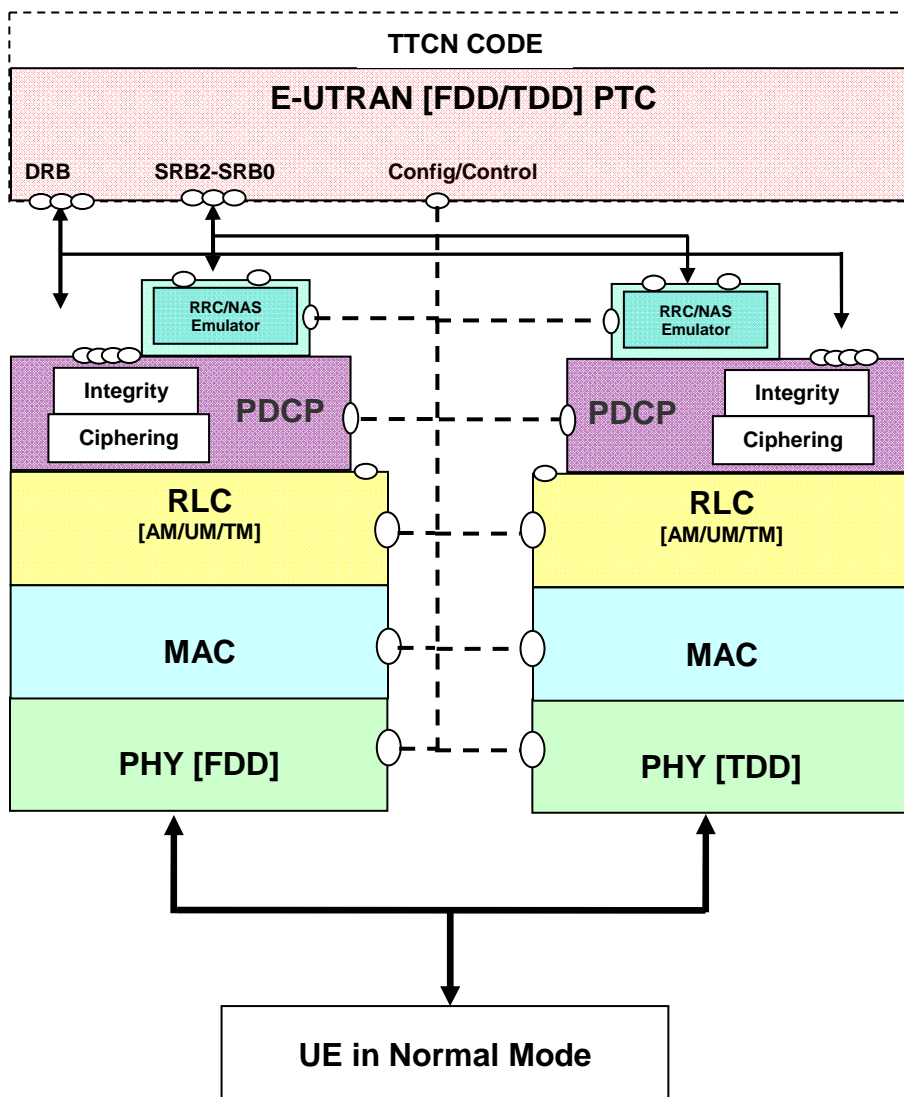 TTCN CODE
E-UTRAN [FDD/TDD] PTC
DRB
SRB2-SRB0
Config/Control
RRC/NAS
Emulator
RRC/NAS
Emulator
Integrity
Ciphering
PDCP
PDCP
Integrity
Ciphering
RLC
[AM/UM/TM]
RLC
[AM/UM/TM]
MAC
MAC
PHY [FDD]
PHY [TDD]
UE in Normal Mode